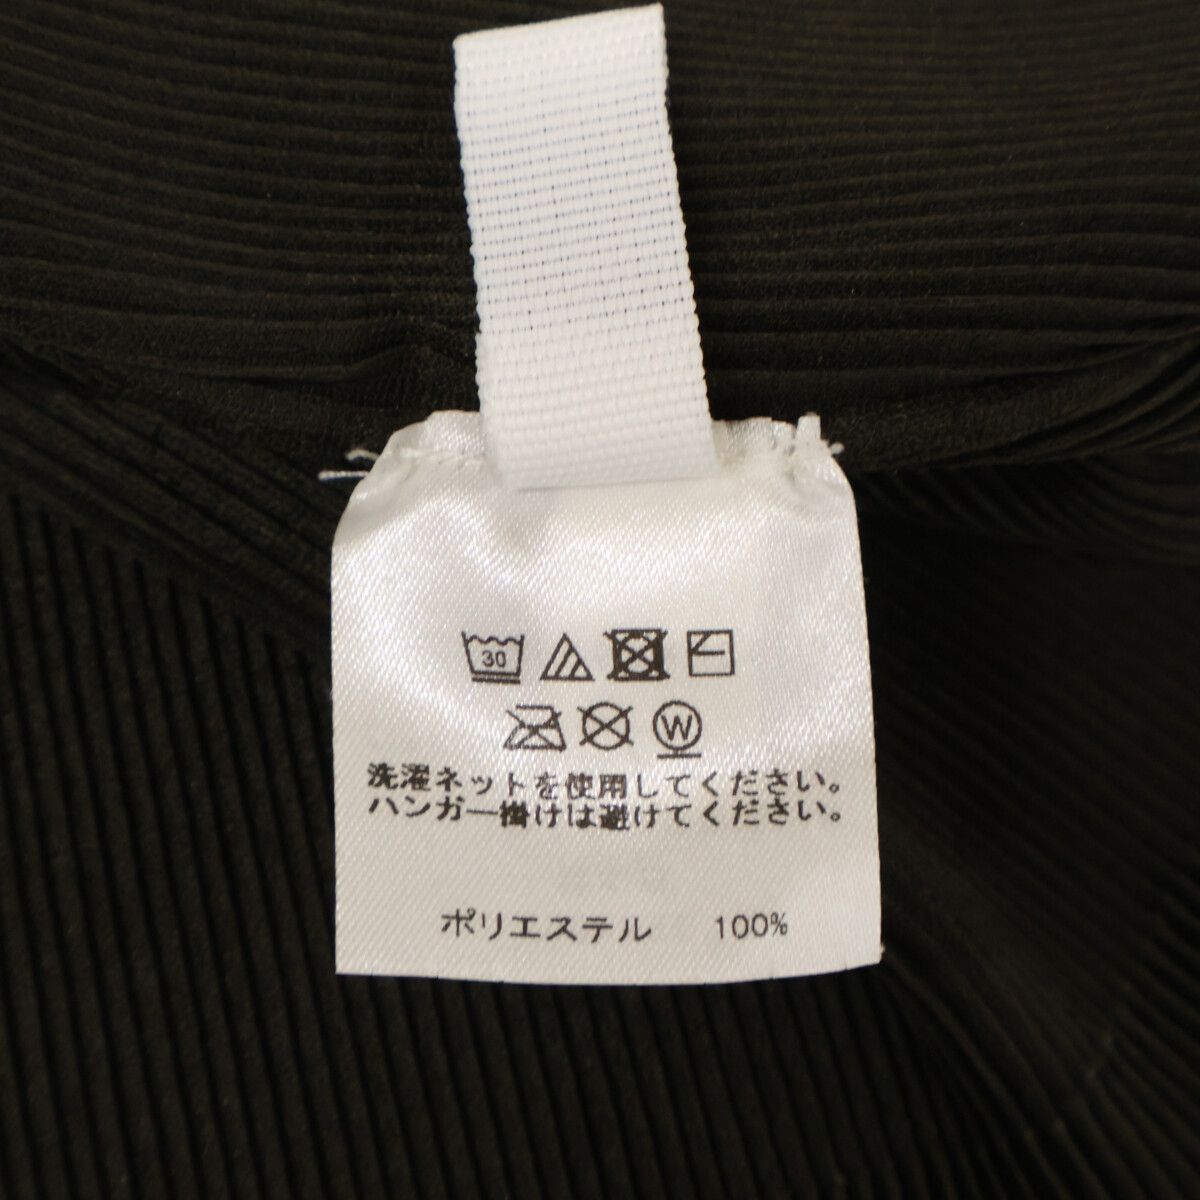 30
W
洗濯ネットを使用してください。
ハンガー掛けは避けてください。
ポリエステル 100%